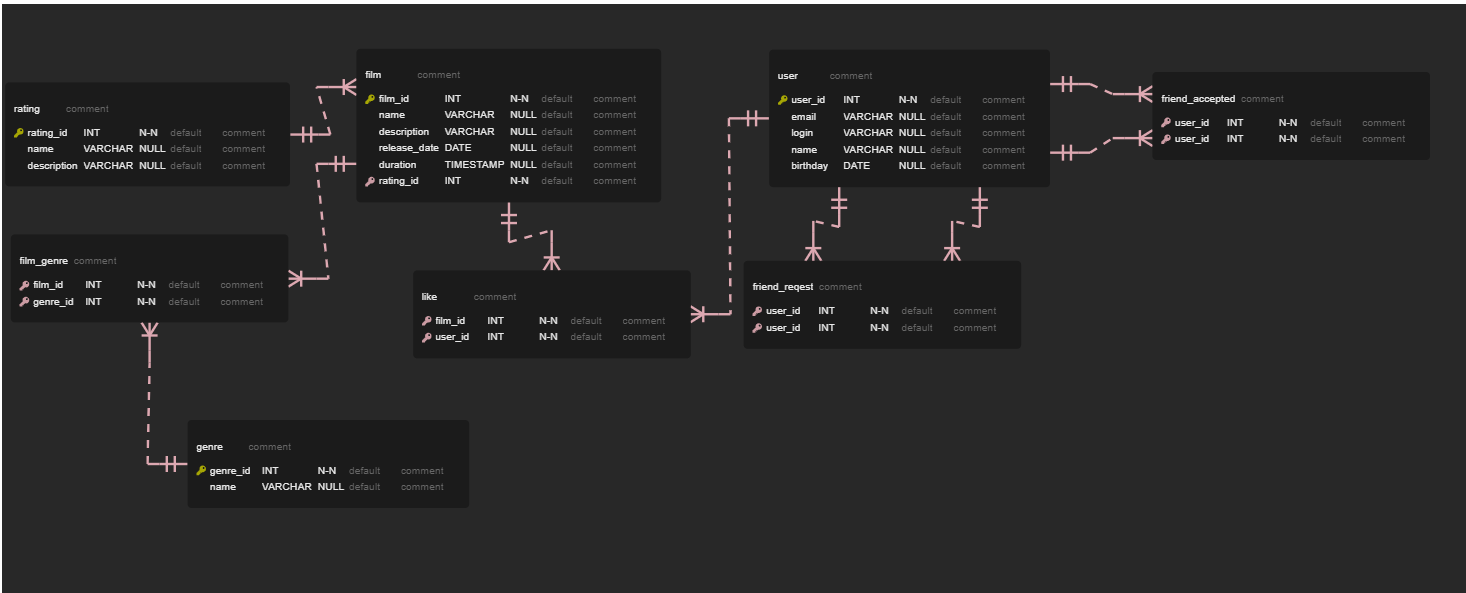 rating comment
rating_id INT N-N default comment
name VARCHAR NULL default comment
description VARCHAR NULL default comment
film comment
film_id INT N-N default comment
name VARCHAR NULL default comment
description VARCHAR NULL default comment
release_date DATE NULL default comment
duration TIMESTAMP NULL default comment
rating_id INT N-N default comment
user comment
user_id INT N-N default comment
email VARCHAR NULL default comment
login VARCHAR NULL default comment
name VARCHAR NULL default comment
birthday DATE NULL default comment
friend_accepted comment
user_id INT N-N default comment
user_id INT N-N default comment
film_genre comment
film_id INT N-N default comment
genre_id INT N-N default comment
like comment
film_id INT N-N default comment
user_id INT N-N default comment
friend_reqest comment
user_id INT N-N default comment
user_id INT N-N default comment
genre comment
genre_id INT N-N default comment
name VARCHAR NULL default comment